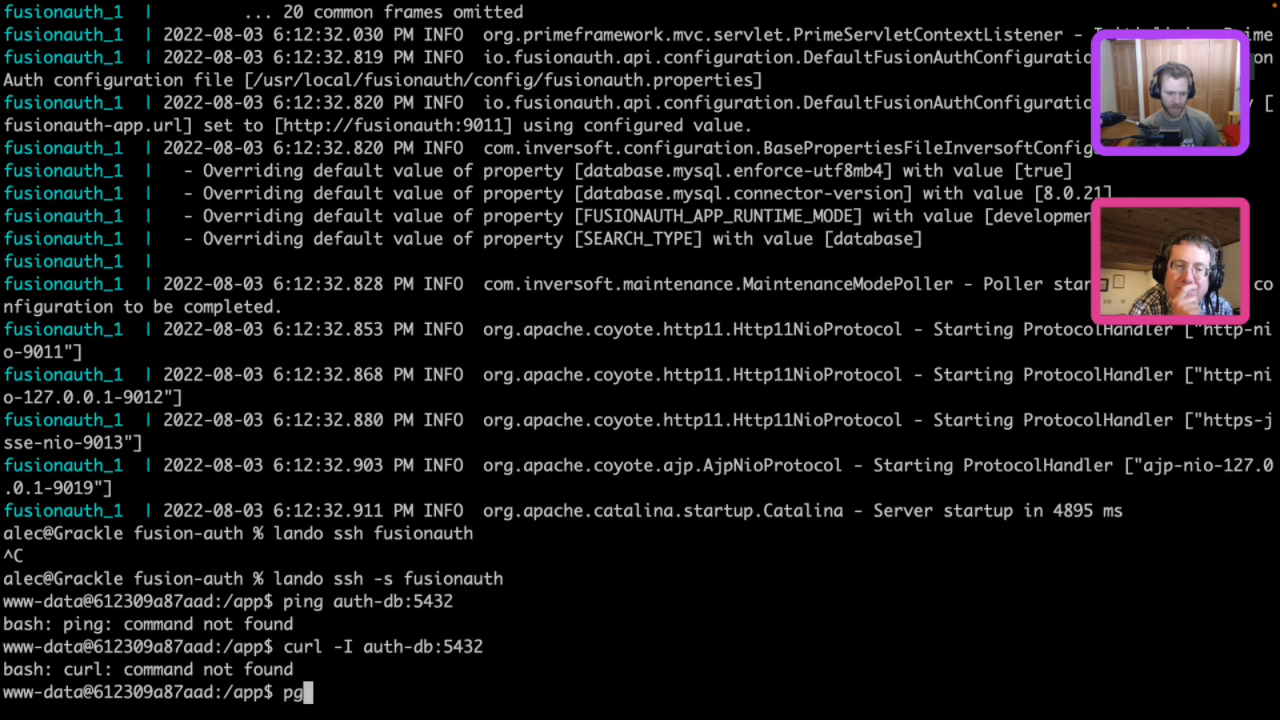 fusionauth_1 | ... 20 common frames omitted
fusionauth_1 | 2022-08-03 6:12:32.030 PM INFO org.primeframework.mvc.servlet.PrimeServletContextListener - Prime
fusionauth_1 | 2022-08-03 6:12:32.819 PM INFO io.fusionauth.api.configuration.DefaultFusionAuthConfiguratio
Auth configuration file [/usr/local/fusionauth/config/fusionauth.properties]
fusionauth_1 | 2022-08-03 6:12:32.820 PM INFO io.fusionauth.api.configuration.DefaultFusionAuthConfiguratio [
fusionauth-app.url] set to [http://fusionauth:9011] using configured value.
fusionauth_1 | 2022-08-03 6:12:32.820 PM INFO com.inversoft.configuration.BasePropertiesFileInversoftConfig
fusionauth_1 | - Overriding default value of property [database.mysql.enforce-utf8mb4] with value [true]
fusionauth_1 | - Overriding default value of property [database.mysql.connector-version] with value [8.0.21]
fusionauth_1 | - Overriding default value of property [FUSIONAUTH_APP_RUNTIME_MODE] with value [developmen
fusionauth_1 | - Overriding default value of property [SEARCH_TYPE] with value [database]
fusionauth_1 |
fusionauth_1 | 2022-08-03 6:12:32.828 PM INFO com.inversoft.maintenance.MaintenanceModePoller - Poller star co
nfiguration to be completed.
fusionauth_1 | 2022-08-03 6:12:32.853 PM INFO org.apache.coyote.http11.Http11NioProtocol - Starting ProtocolHandler ["http-ni
o-9011"]
fusionauth_1 | 2022-08-03 6:12:32.868 PM INFO org.apache.coyote.http11.Http11NioProtocol - Starting ProtocolHandler ["http-ni
o-127.0.0.1-9012"]
fusionauth_1 | 2022-08-03 6:12:32.880 PM INFO org.apache.coyote.http11.Http11NioProtocol - Starting ProtocolHandler ["https-j
sse-nio-9013"]
fusionauth_1 | 2022-08-03 6:12:32.903 PM INFO org.apache.coyote.ajp.AjpNioProtocol - Starting ProtocolHandler ["ajp-nio-127.0
.0.1-9019"]
fusionauth_1 | 2022-08-03 6:12:32.911 PM INFO org.apache.catalina.startup.Catalina - Server startup in 4895 ms
alec@Grackle fusion-auth % lando ssh fusionauth
^C
alec@Grackle fusion-auth % lando ssh -s fusionauth
www-data@612309a87aad:/app$ ping auth-db:5432
bash: ping: command not found
www-data@612309a87aad:/app$ curl -I auth-db:5432
bash: curl: command not found
www-data@612309a87aad:/app$ pg